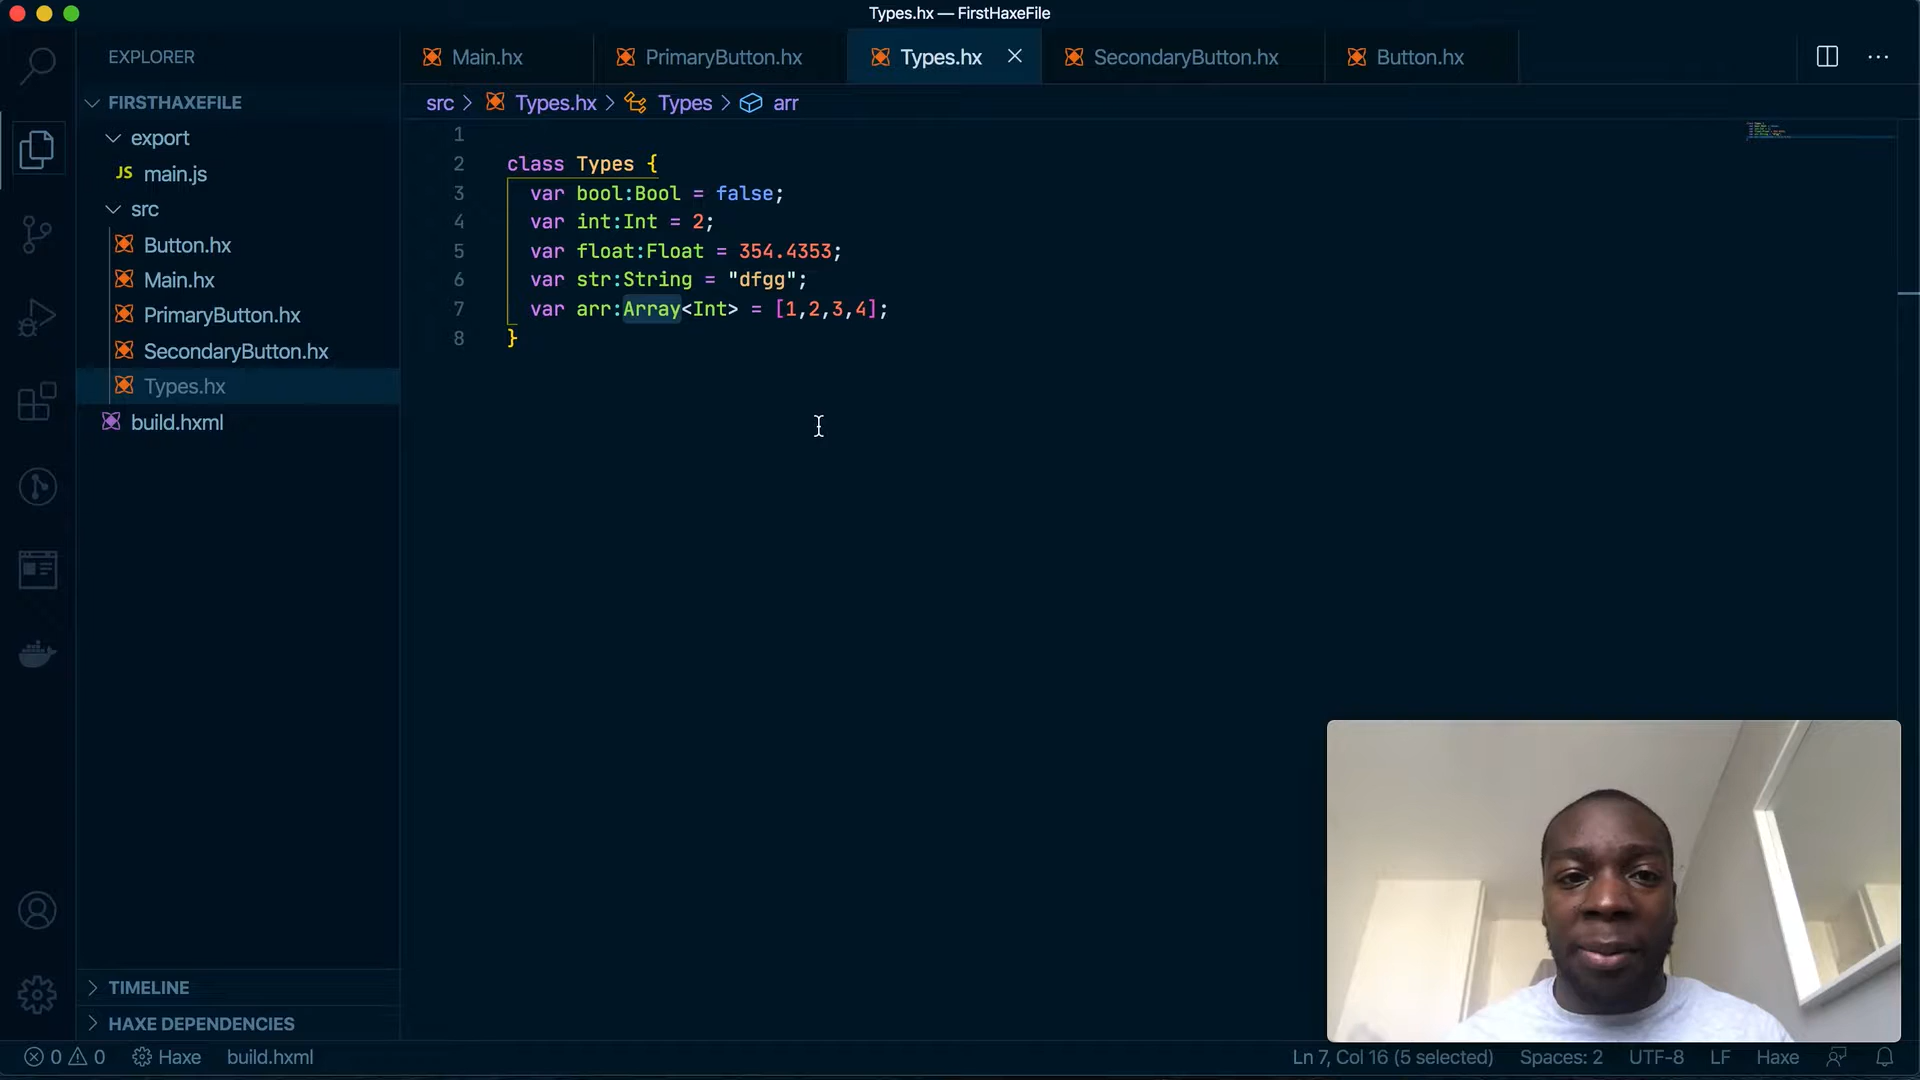 Types.hx — FirstHaxeFile
EXPLORER
Main.hx
PrimaryButton.hx
Types.hx
SecondaryButton.hx
Button.hx
FIRSTHAXEFILE
export
JS main.js
src
Button.hx
Main.hx
PrimaryButton.hx
SecondaryButton.hx
Types.hx
build.hxml
src > Types.hx > Types > arr
1
2 class Types {
3 var bool:Bool = false;
4 var int:Int = 2;
5 var float:Float = 354.4353;
6 var str:String = "dfgg";
7 var arr:Array<Int> = [1,2,3,4];
8 }
TIMELINE
HAXE DEPENDENCIES
0 0 Haxe build.hxml
Ln 7, Col 16 (5 selected) Spaces: 2 UTF-8 LF Haxe